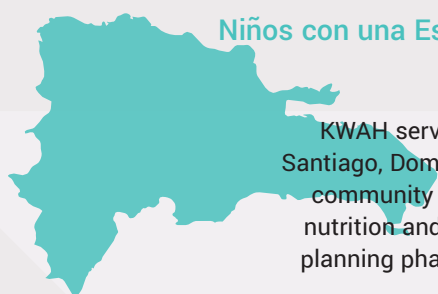 Niños con una Es
KWAH serv
Santiago, Dom
community
nutrition and
planning pha